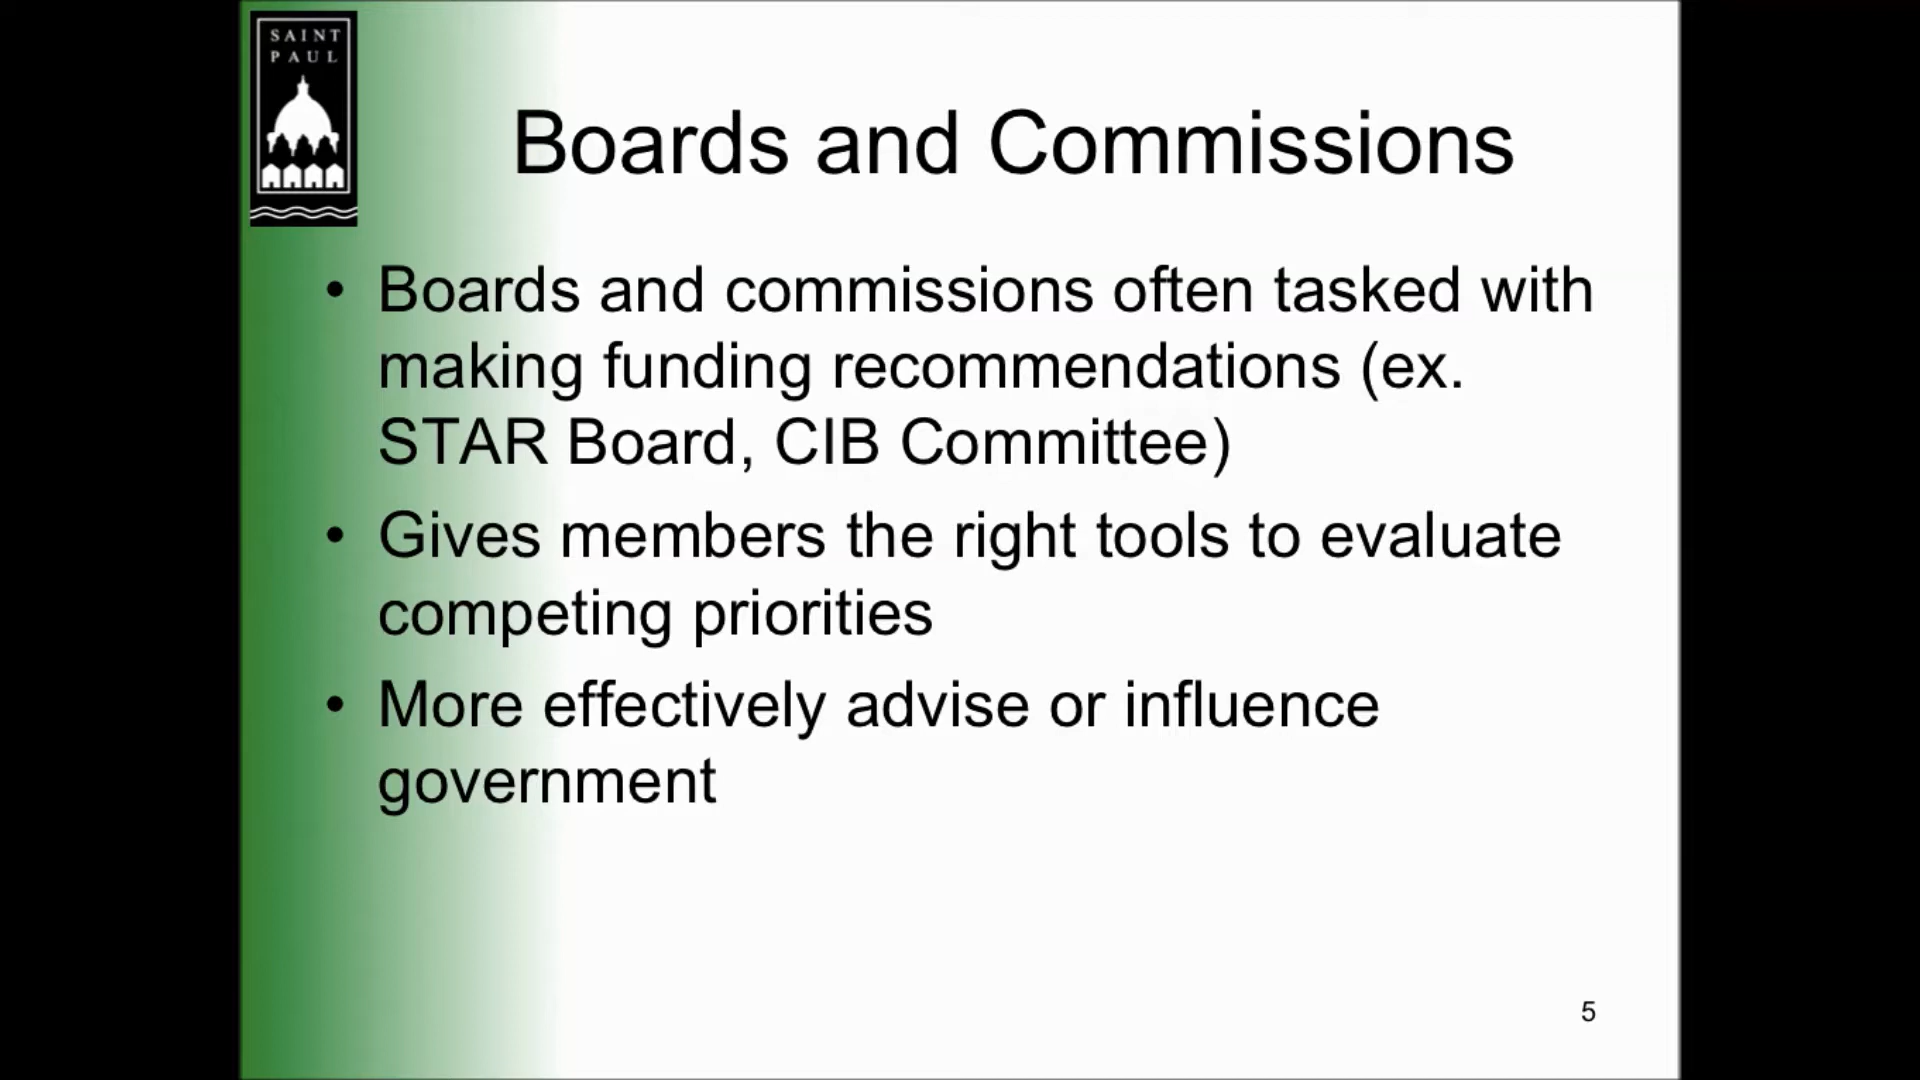 SAINT
PAUL
Boards and Commissions
• Boards and commissions often tasked with
making funding recommendations (ex.
STAR Board, CIB Committee)
• Gives members the right tools to evaluate
competing priorities
• More effectively advise or influence
government
5